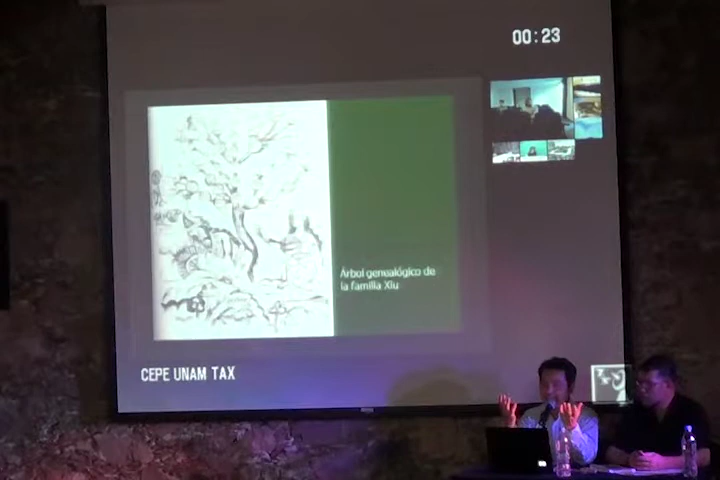 00:23
Árbol genealógico de
la familia Xiu
CEPE UNAM TAX